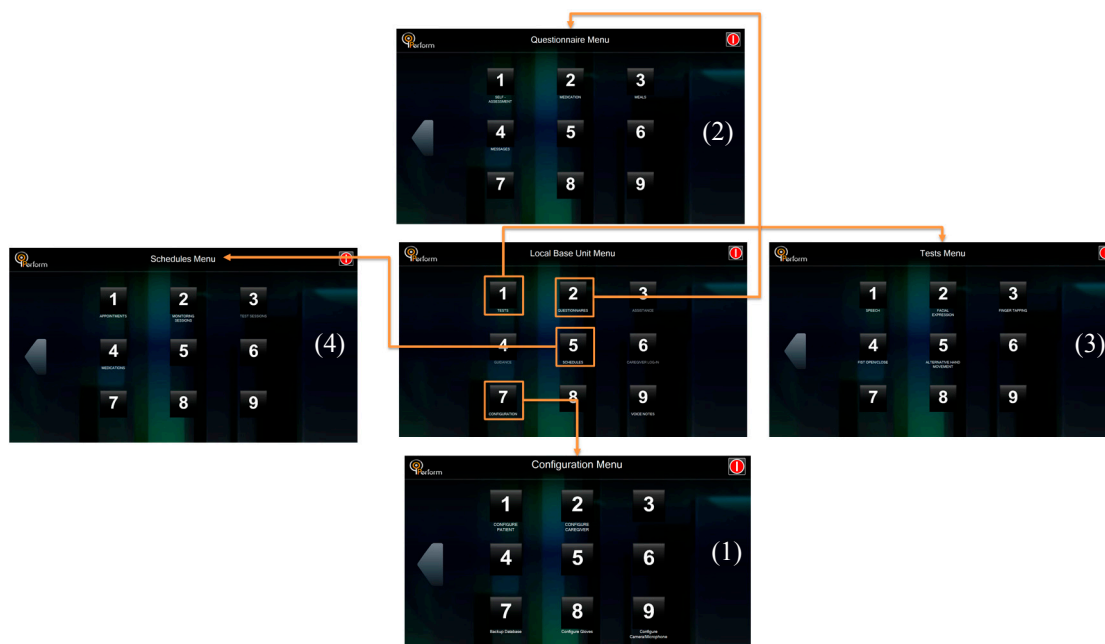 Perform
Questionnaire Menu
1
2
3
SELF-
ASSESSMENT
MEDICATION
MEALS
4
5
6
MESSAGES
7
8
9
(2)
Perform
Schedules Menu
1
2
3
APPOINTMENTS
MONITORING
SESSIONS
TEST SESSIONS
4
5
6
MEDICATIONS
7
8
9
(4)
Perform
Local Base Unit Menu
1
2
3
TESTS
QUESTIONNAIRES
ASSISTANCE
4
5
6
GUIDANCE
SCHEDULES
CAREGIVER LOG-IN
7
8
9
CONFIGURATION
VOICE NOTES
Perform
Tests Menu
1
2
3
SPEECH
FACIAL
EXPRESSION
FINGER TAPPING
4
5
6
FIST OPEN/CLOSE
ALTERNATIVE HAND
MOVEMENT
7
8
9
(3)
Perform
Configuration Menu
1
2
3
CONFIGURE
PATIENT
CONFIGURE
CAREGIVER
4
5
6
7
8
9
Backup Database
Configure Gloves
Configure
Camera/Microphone
(1)